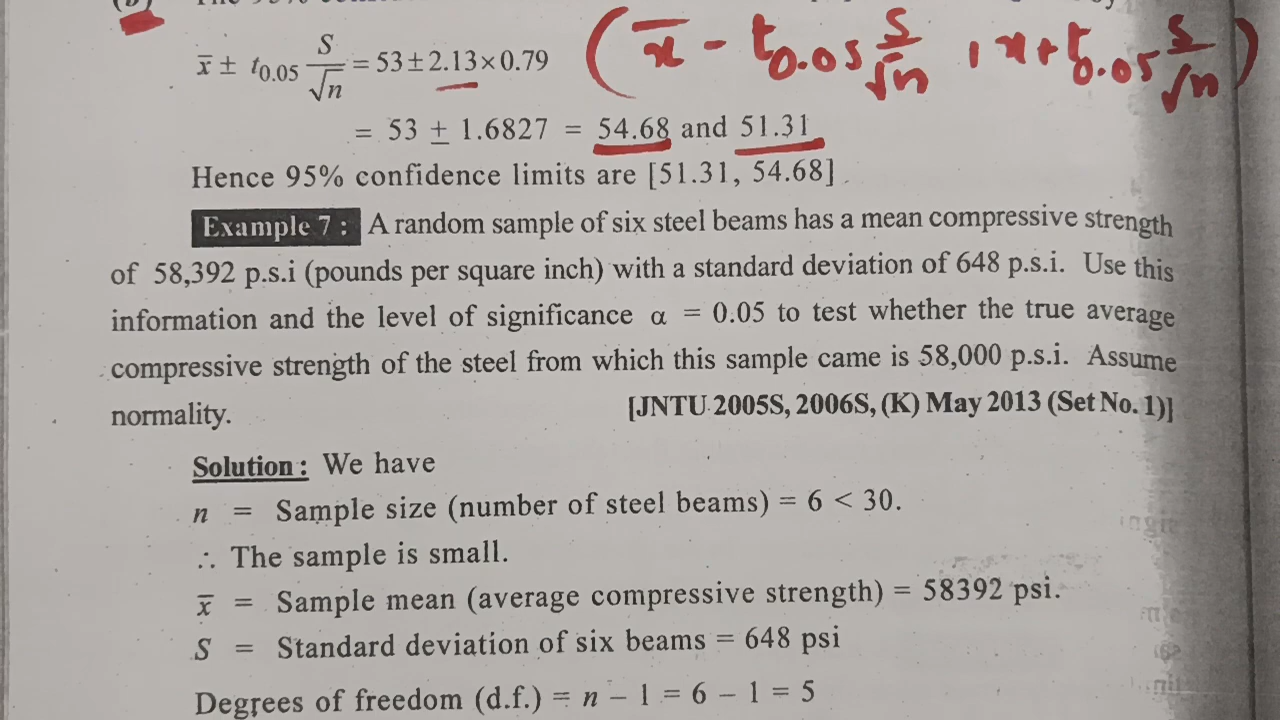 (b)
x̄ ± t0.05 S/√n = 53 ± 2.13 × 0.79 (x̄ - t0.05 s/√n , x + t0.05 s/√n)
= 53 ± 1.6827 = 54.68 and 51.31
Hence 95% confidence limits are [51.31, 54.68]
Example 7 : A random sample of six steel beams has a mean compressive strength
of 58,392 p.s.i (pounds per square inch) with a standard deviation of 648 p.s.i. Use this
information and the level of significance α = 0.05 to test whether the true average
compressive strength of the steel from which this sample came is 58,000 p.s.i. Assume
normality. [JNTU 2005S, 2006S, (K) May 2013 (Set No. 1)]
Solution : We have
n = Sample size (number of steel beams) = 6 < 30.
∴ The sample is small.
x̄ = Sample mean (average compressive strength) = 58392 psi.
S = Standard deviation of six beams = 648 psi
Degrees of freedom (d.f.) = n − 1 = 6 − 1 = 5